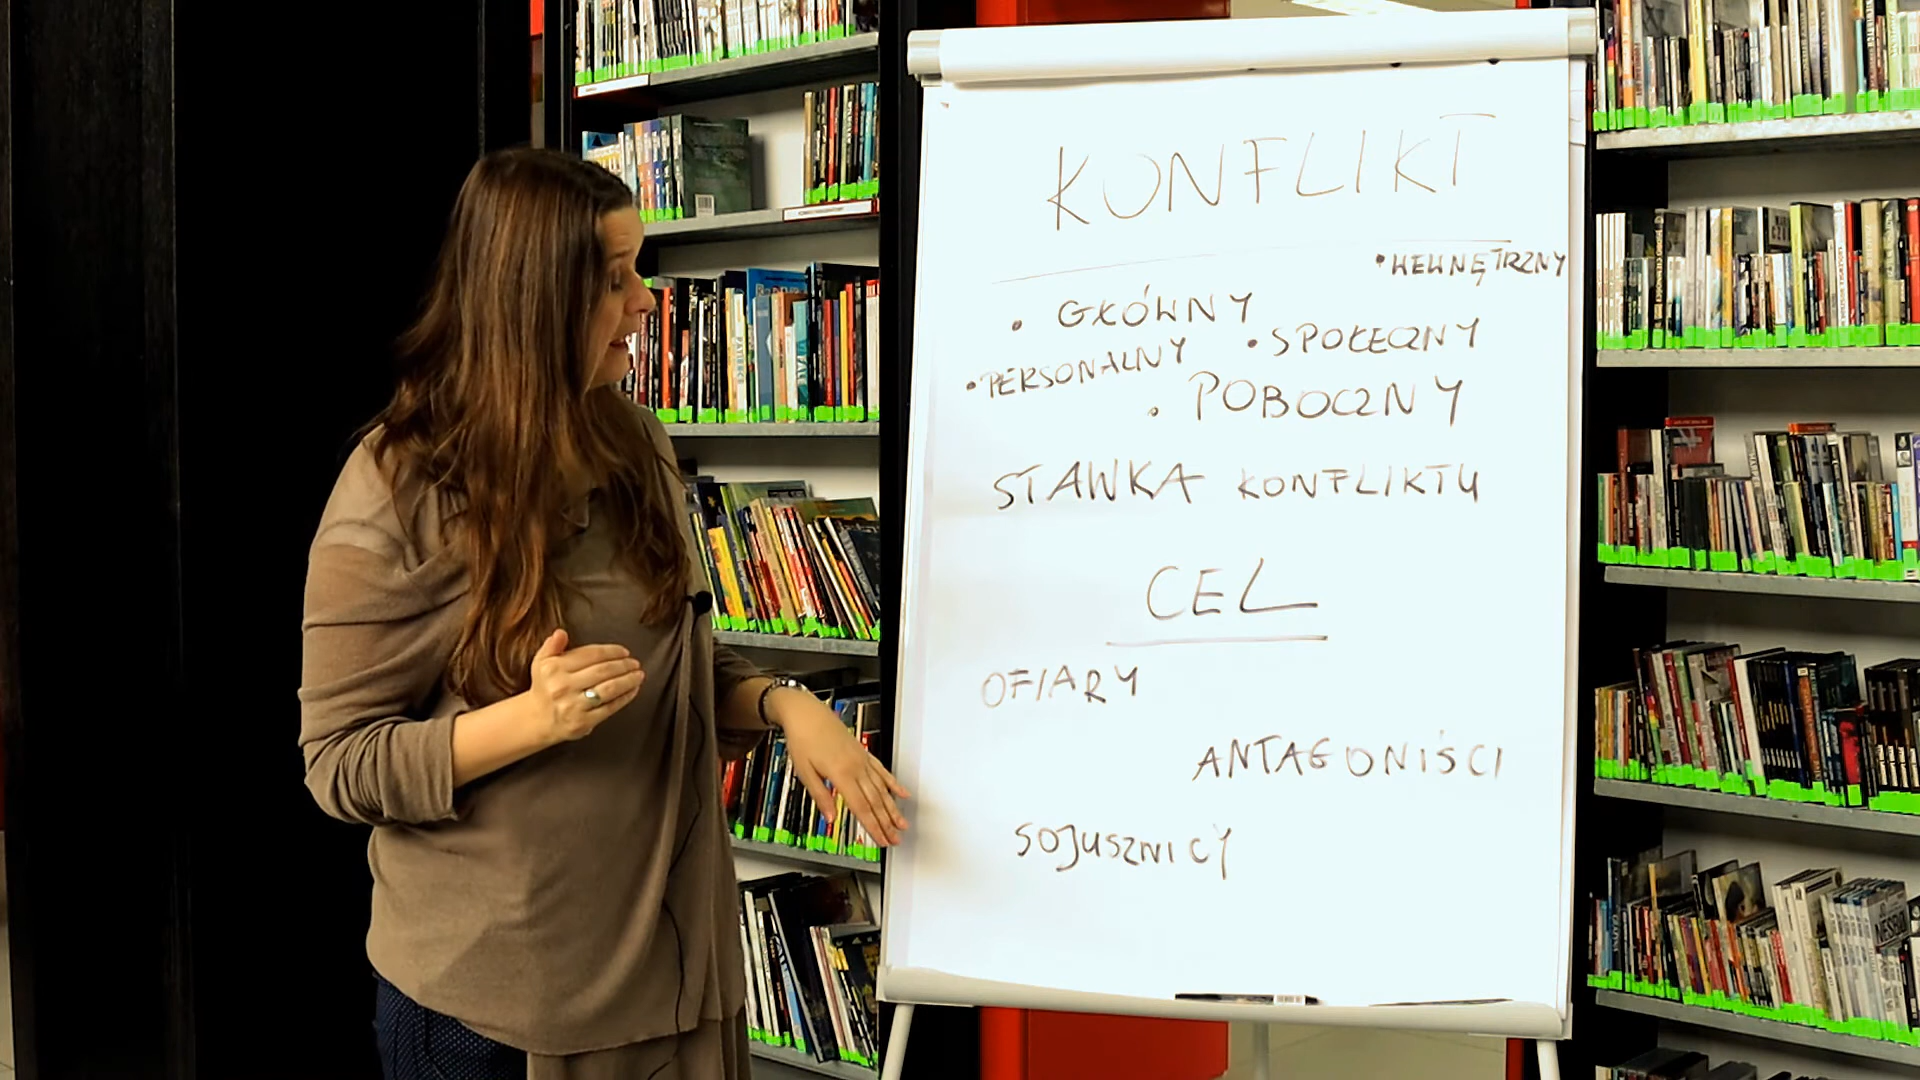 KONFLIKT
• WEWNĘTRZNY
• GŁÓWNY
• PERSONALNY • SPOŁECZNY
• POBOCZNY
STAWKA KONFLIKTU
CEL
OFIARY
ANTAGONIŚCI
SOJUSZNICY